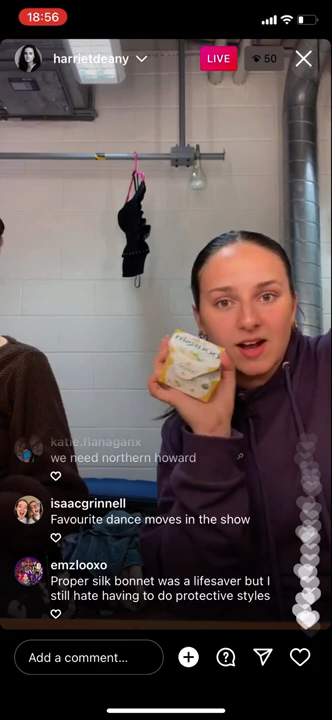 18:56
harrietdeany
LIVE
50
katie.flanaganx
we need northern howard
isaacgrinnell
Favourite dance moves in the show
emzlooxo
Proper silk bonnet was a lifesaver but I
still hate having to do protective styles
Add a comment...